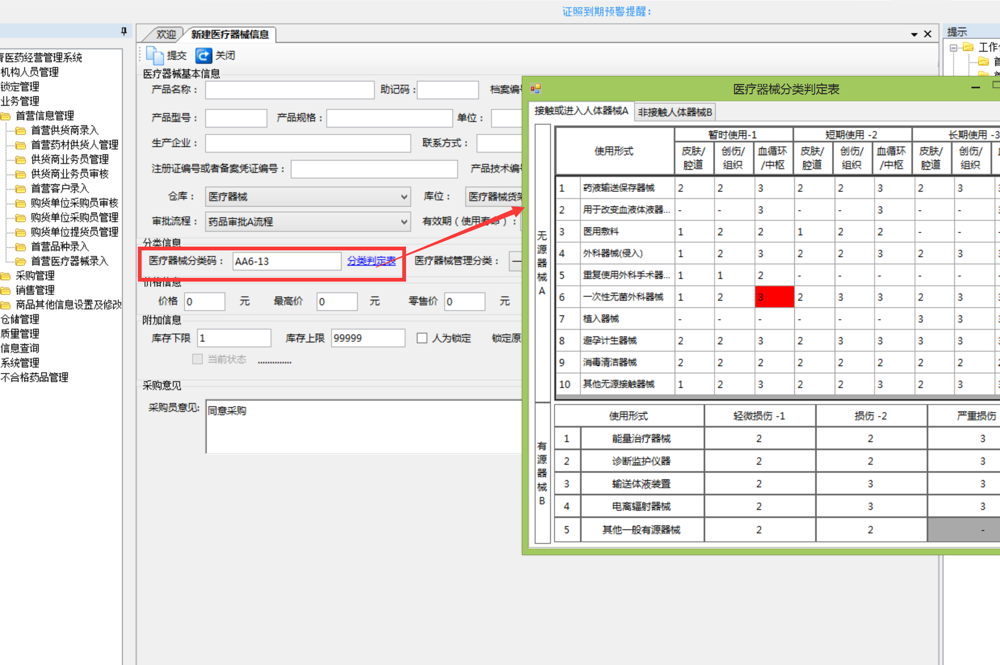 证照到期预警提醒：
医药经营管理系统
机构人员管理
锁定管理
业务管理
首营信息管理
首营供货商录入
首营药材供货人管理
供货商业务员管理
供货商业务员审核
首营客户录入
购货单位采购员审核
购货单位采购员管理
购货单位提货员管理
首营品种录入
首营医疗器械录入
采购管理
销售管理
商品其他信息设置及修改
仓储管理
质量管理
信息查询
系统管理
不合格药品管理
欢迎 新建医疗器械信息
提交 关闭
医疗器械基本信息
产品名称： 助记码： 档案编
产品型号： 产品规格： 单位：
生产企业： 联系方式：
注册证编号或者备案凭证编号： 产品技术编
仓库： 医疗器械 库位： 医疗器械货
审批流程： 药品审批A流程 有效期（使用寿命）：
分类信息
医疗器械分类码： AA6-13 分类判定表 医疗器械管理分类： 一
价格信息
价格 0 元 最高价 0 元 零售价 0 元
附加信息
库存下限 1 库存上限 99999 人为锁定 锁定原
当前状态 ..............
采购意见
采购员意见: 同意采购
提示
工作
首
医疗器械分类判定表
接触或进入人体器械A 非接触人体器械B
无源器械A
使用形式 暂时使用-1 短期使用 -2 长期使用 -3
皮肤/腔道 创伤/组织 血循环/中枢 皮肤/腔道 创伤/组织 血循环/中枢 皮肤/腔道 创伤/组织
1 药液输送保存器械 2 2 3 2 2 3 2 3 3
2 用于改变血液体液器... - - 3 - - 3 - - 3
3 医用敷料 1 2 2 1 2 2 - - -
4 外科器械(侵入) 1 2 3 2 2 3 2 3 3
5 重复使用外科手术器... 1 1 2 - - - - - -
6 一次性无菌外科器械 1 2 3 2 3 3 2 3 3
7 植入器械 - - - - - - 3 3 3
8 避孕计生器械 2 2 3 2 3 3 3 3 3
9 消毒清洁器械 2 2 2 2 2 2 2 2 2
10 其他无源接触器械 1 2 3 2 2 3 2 3 3
有源器械B
使用形式 轻微损伤 -1 损伤 -2 严重损伤
1 能量治疗器械 2 2 3
2 诊断监护仪器 2 2 3
3 输送体液装置 2 3 3
4 电离辐射器械 2 3 3
5 其他一般有源器械 2 2 -